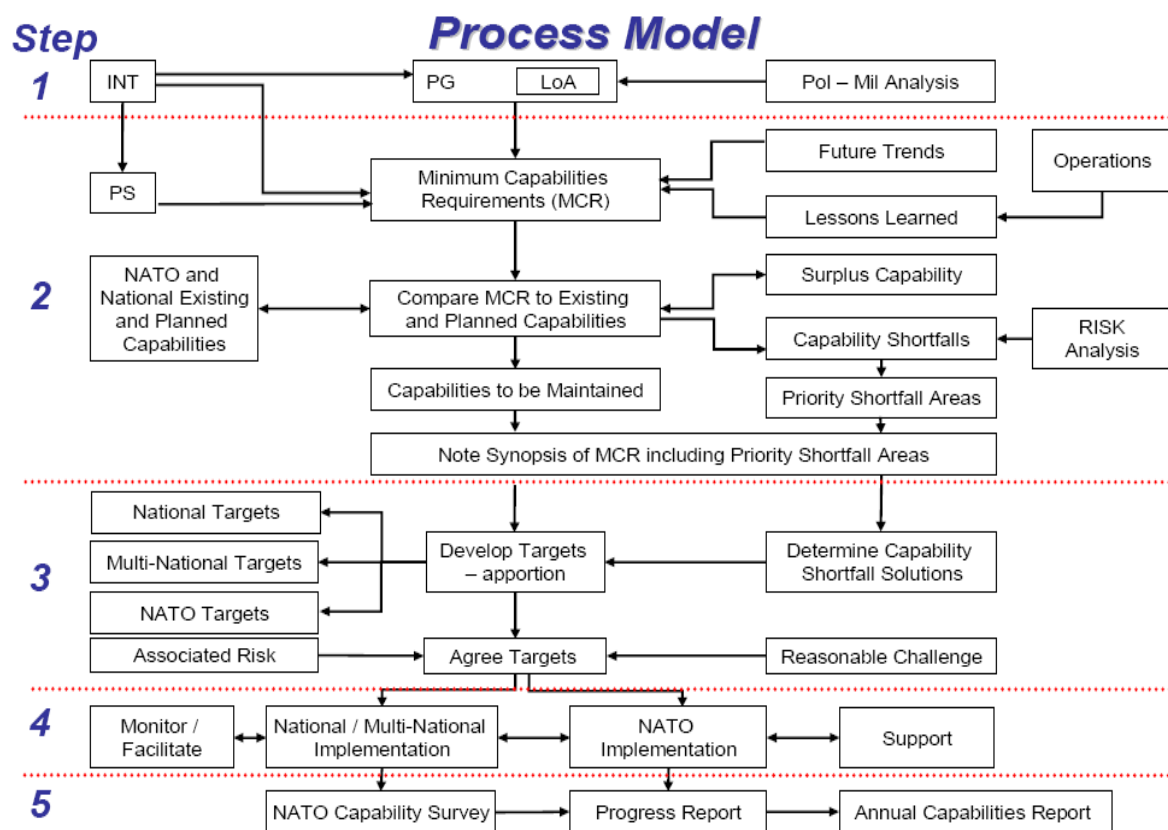 Process Model
Step
1
INT
PG
LoA
Pol – Mil Analysis
PS
Minimum Capabilities
Requirements (MCR)
Future Trends
Operations
Lessons Learned
2
NATO and
National Existing
and Planned
Capabilities
Compare MCR to Existing
and Planned Capabilities
Surplus Capability
Capability Shortfalls
RISK
Analysis
Capabilities to be Maintained
Priority Shortfall Areas
Note Synopsis of MCR including Priority Shortfall Areas
3
National Targets
Multi-National Targets
NATO Targets
Develop Targets
– apportion
Determine Capability
Shortfall Solutions
Associated Risk
Agree Targets
Reasonable Challenge
4
Monitor /
Facilitate
National / Multi-National
Implementation
NATO
Implementation
Support
5
NATO Capability Survey
Progress Report
Annual Capabilities Report